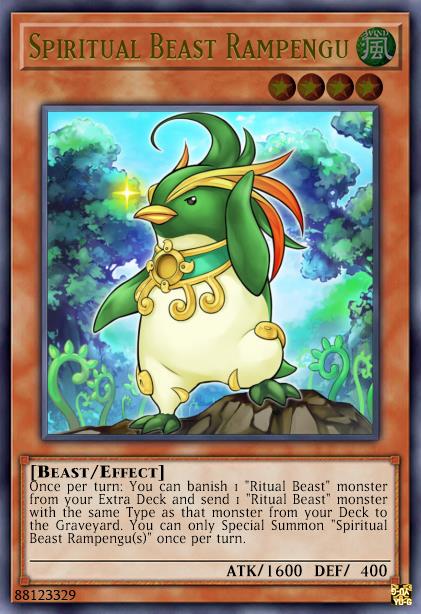 SPIRITUAL BEAST RAMPENGU
WIND
風
[BEAST/EFFECT]
Once per turn: You can banish 1 "Ritual Beast" monster
from your Extra Deck and send 1 "Ritual Beast" monster
with the same Type as that monster from your Deck to
the Graveyard. You can only Special Summon "Spiritual
Beast Rampengu(s)" once per turn.
ATK/1600 DEF/ 400
88123329